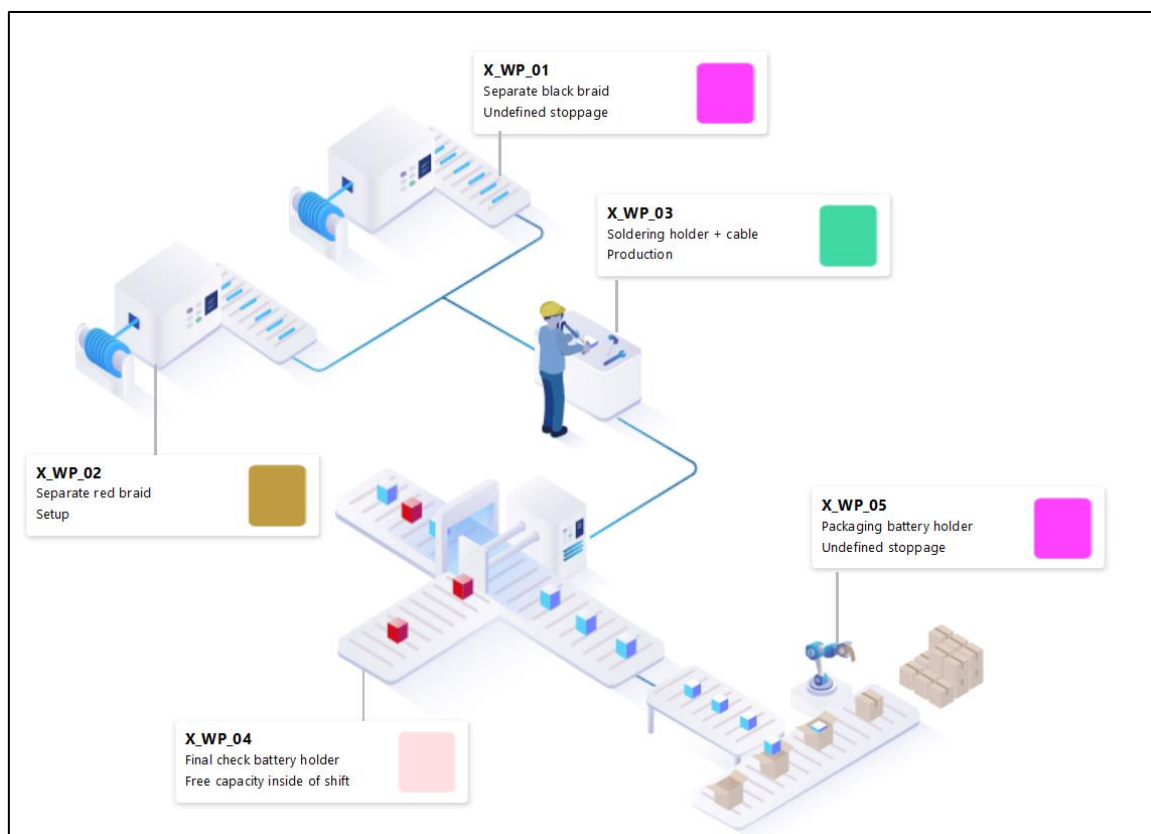 X_WP_01
Separate black braid
Undefined stoppage
X_WP_03
Soldering holder + cable
Production
X_WP_02
Separate red braid
Setup
X_WP_05
Packaging battery holder
Undefined stoppage
X_WP_04
Final check battery holder
Free capacity inside of shift